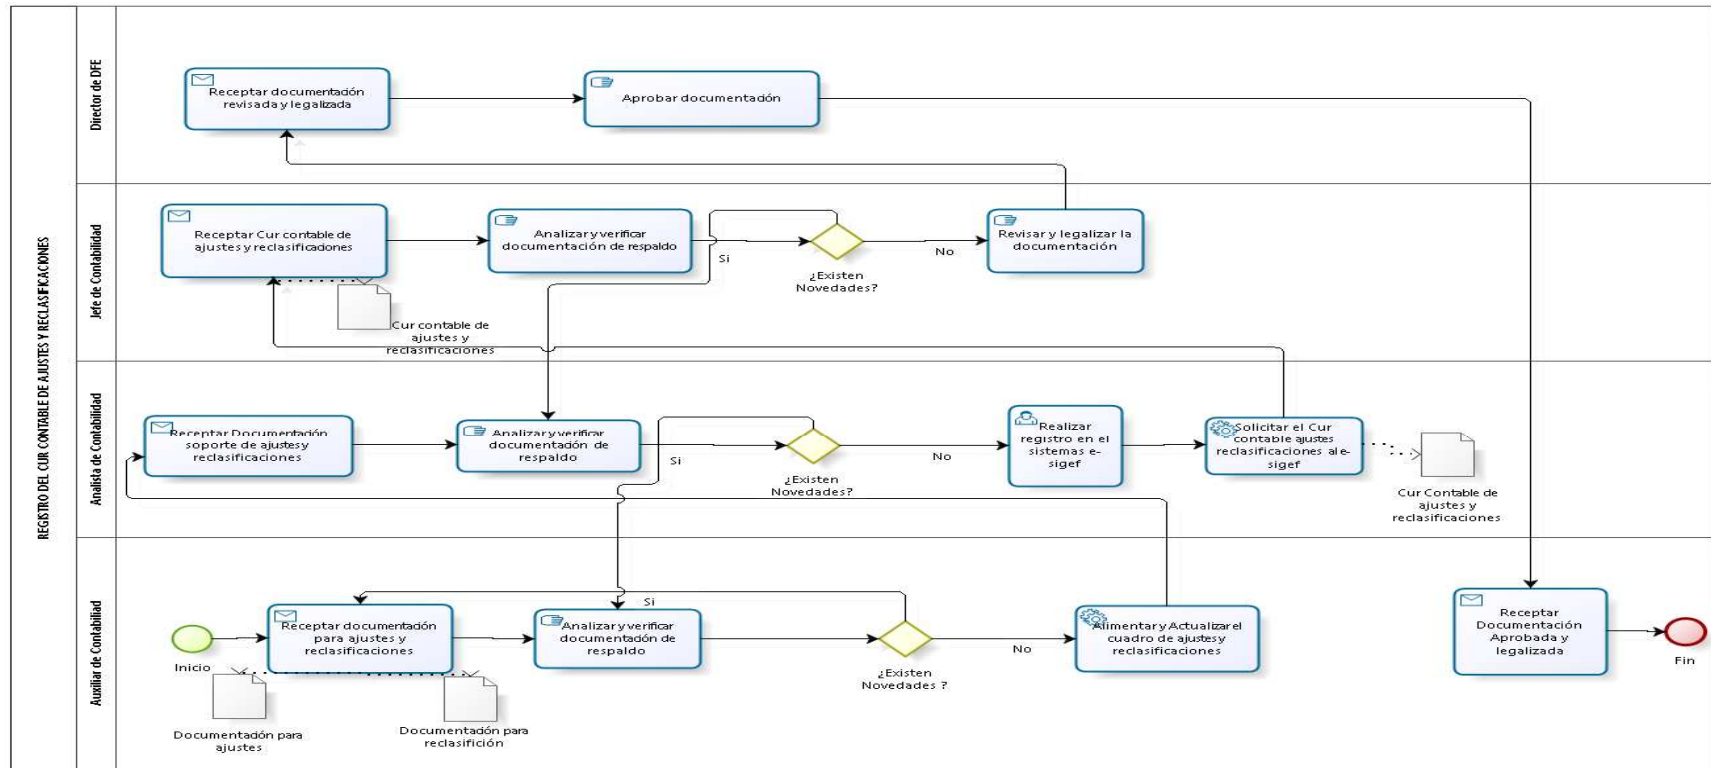 REGISTRO DEL CUR CONTABLE DE AJUSTES Y RECLASIFICACIONES
Director de DFE
Receptar documentación
revisada y legalizada
Aprobar documentación
Jefe de Contabilidad
Receptar Cur contable de
ajustes y reclasificaciones
Analizar y verificar
documentación de respaldo
Si
¿Existen
Novedades?
No
Revisar y legalizar la
documentación
Cur contable de
ajustes y
reclasificaciones
Analista de Contabilidad
Receptar Documentación
soporte de ajustes y
reclasificaciones
Analizar y verificar
documentación de
respaldo
Si
¿Existen
Novedades?
No
Realizar
registro en el
sistemas e-
sigef
Solicitar el Cur
contable ajustes
reclasificaciones al e-
sigef
Cur Contable de
ajustes y
reclasificaciones
Auxiliar de Contabiliad
Inicio
Receptar documentación
para ajustes y
reclasificaciones
Documentación para
ajustes
Documentación para
reclasifición
Analizar y verificar
documentación de
respaldo
Si
¿Existen
Novedades ?
No
Alimentar y Actualizar el
cuadro de ajustes y
reclasificaciones
Receptar
Documentación
Aprobada y
legalizada
Fin